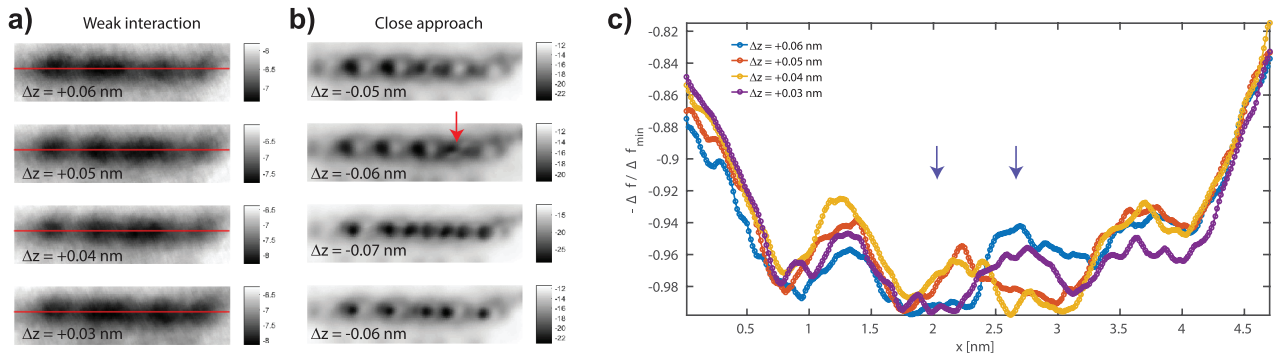 a)
Weak interaction
Δz = +0.06 nm
-6
-6.5
-7
Δz = +0.05 nm
-6
-6.5
-7
-7.5
Δz = +0.04 nm
-6
-7
-7.5
-8
Δz = +0.03 nm
-6.5
-7
-8
b)
Close approach
Δz = -0.05 nm
-12
-14
-16
-18
-20
-22
Δz = -0.06 nm
-12
-14
-16
-18
-20
-22
Δz = -0.07 nm
-15
-20
-25
Δz = -0.06 nm
-12
-14
-16
-18
-20
-22
c)
- Δ f / Δ f min
-0.82
-0.84
-0.86
-0.88
-0.9
-0.92
-0.94
-0.96
-0.98
Δz = +0.06 nm
Δz = +0.05 nm
Δz = +0.04 nm
Δz = +0.03 nm
0.5 1 1.5 2 2.5 3 3.5 4 4.5
x [nm]